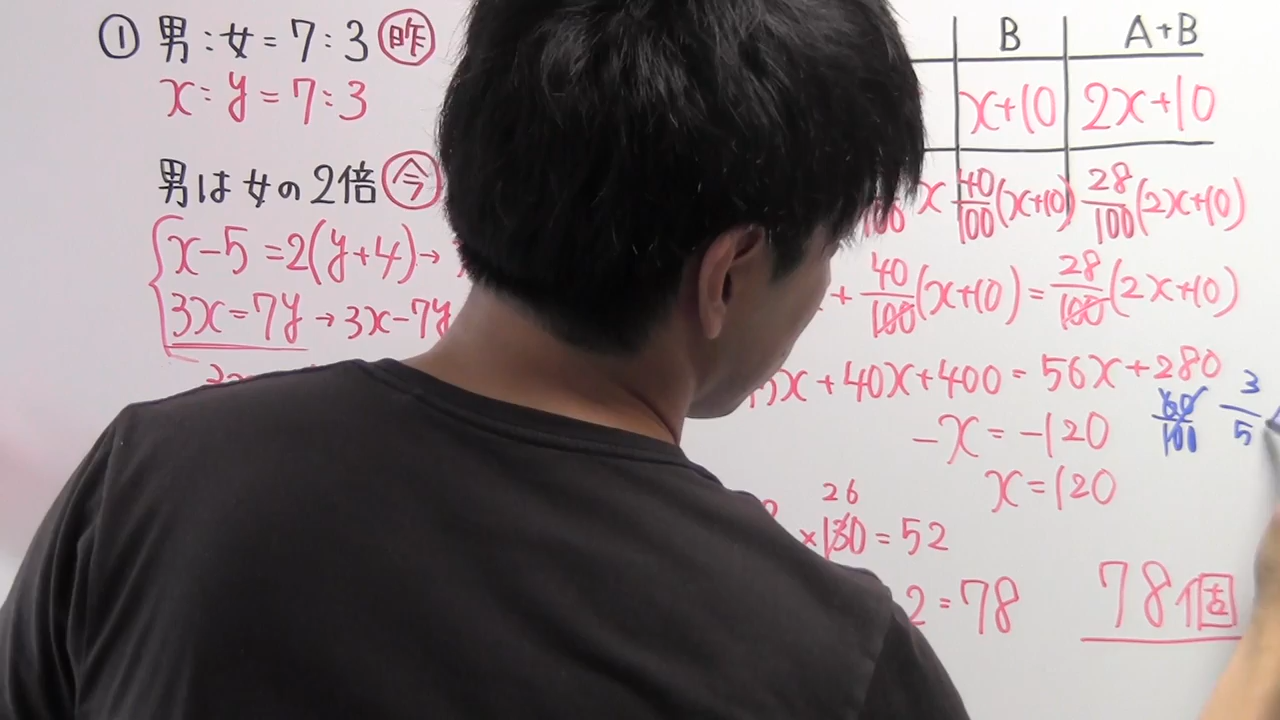 ① 男:女=7:3 昨
x:y=7:3
男は女の2倍 今
x-5=2(y+4)→
3x=7y→3x-7y
B A+B
x+10 2x+10
x 40/100(x+10) 28/100(2x+10)
+40/100(x+10)=28/100(2x+10)
x+40x+400=56x+280
-x=-120
x=120
60/100 3/5
26
×130=52
2=78
78個